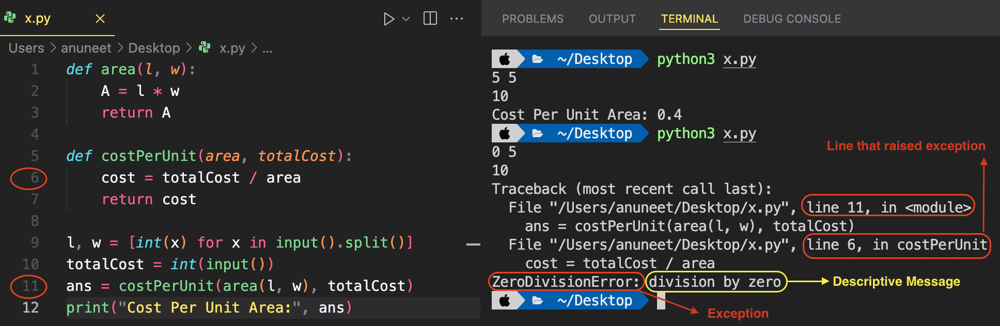 x.py
Users > anuneet > Desktop > x.py > ...
1 def area(l, w):
2 A = l * w
3 return A
4
5 def costPerUnit(area, totalCost):
6 cost = totalCost / area
7 return cost
8
9 l, w = [int(x) for x in input().split()]
10 totalCost = int(input())
11 ans = costPerUnit(area(l, w), totalCost)
12 print("Cost Per Unit Area:", ans)
PROBLEMS OUTPUT TERMINAL DEBUG CONSOLE
~/Desktop python3 x.py
5 5
10
Cost Per Unit Area: 0.4
~/Desktop python3 x.py
Line that raised exception
0 5
10
Traceback (most recent call last):
File "/Users/anuneet/Desktop/x.py", line 11, in <module>
ans = costPerUnit(area(l, w), totalCost)
File "/Users/anuneet/Desktop/x.py", line 6, in costPerUnit
cost = totalCost / area
ZeroDivisionError: division by zero Descriptive Message
~/Desktop
Exception